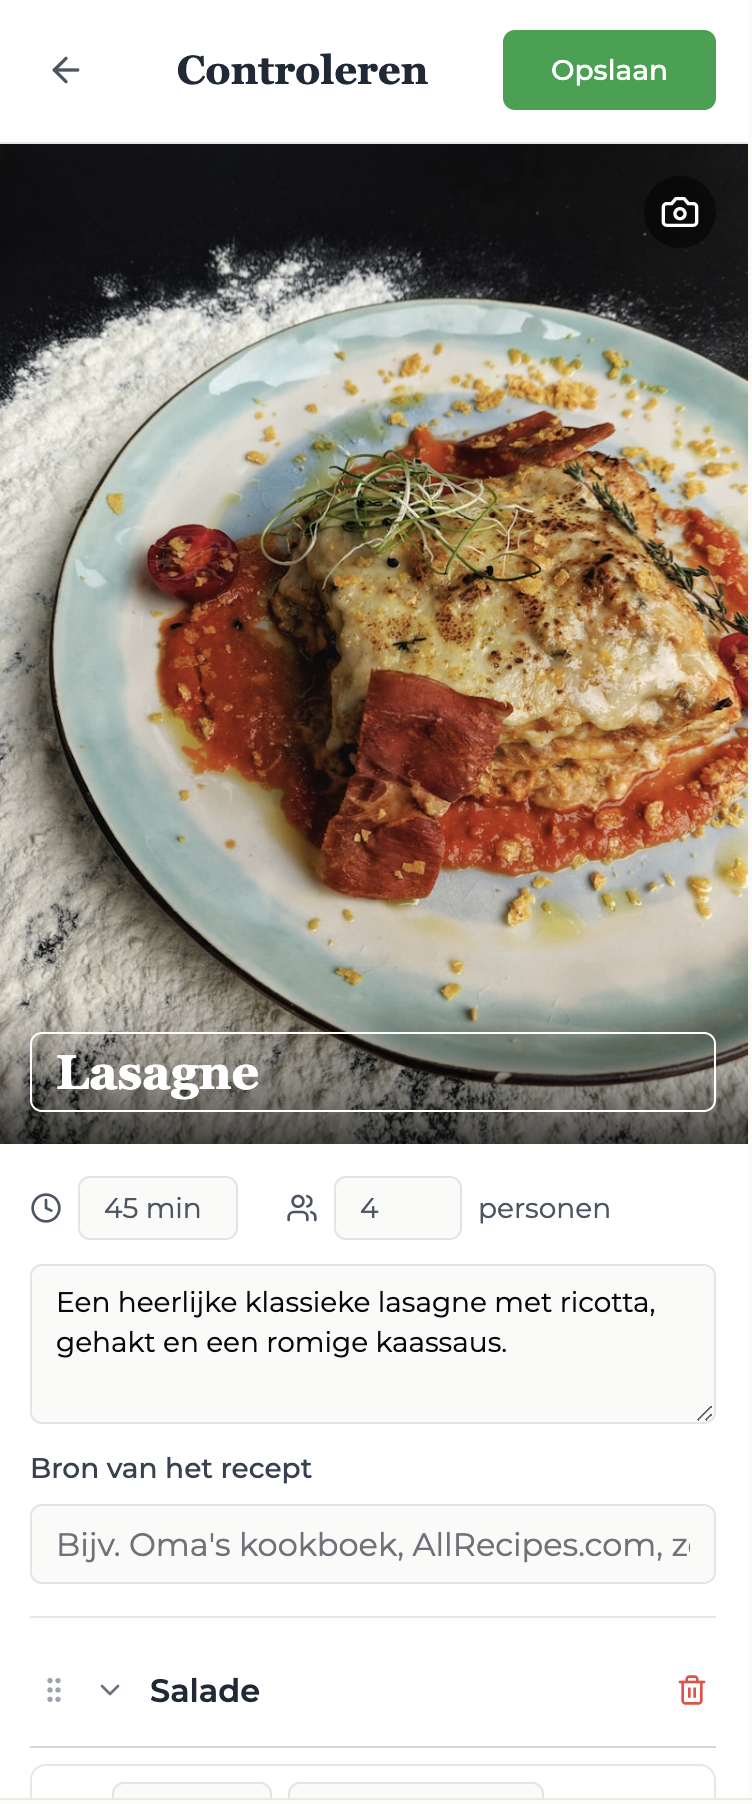 Controleren
Opslaan
Lasagne
45 min
4
personen
Een heerlijke klassieke lasagne met ricotta,
gehakt en een romige kaassaus.
Bron van het recept
Bijv. Oma's kookboek, AllRecipes.com,
Salade